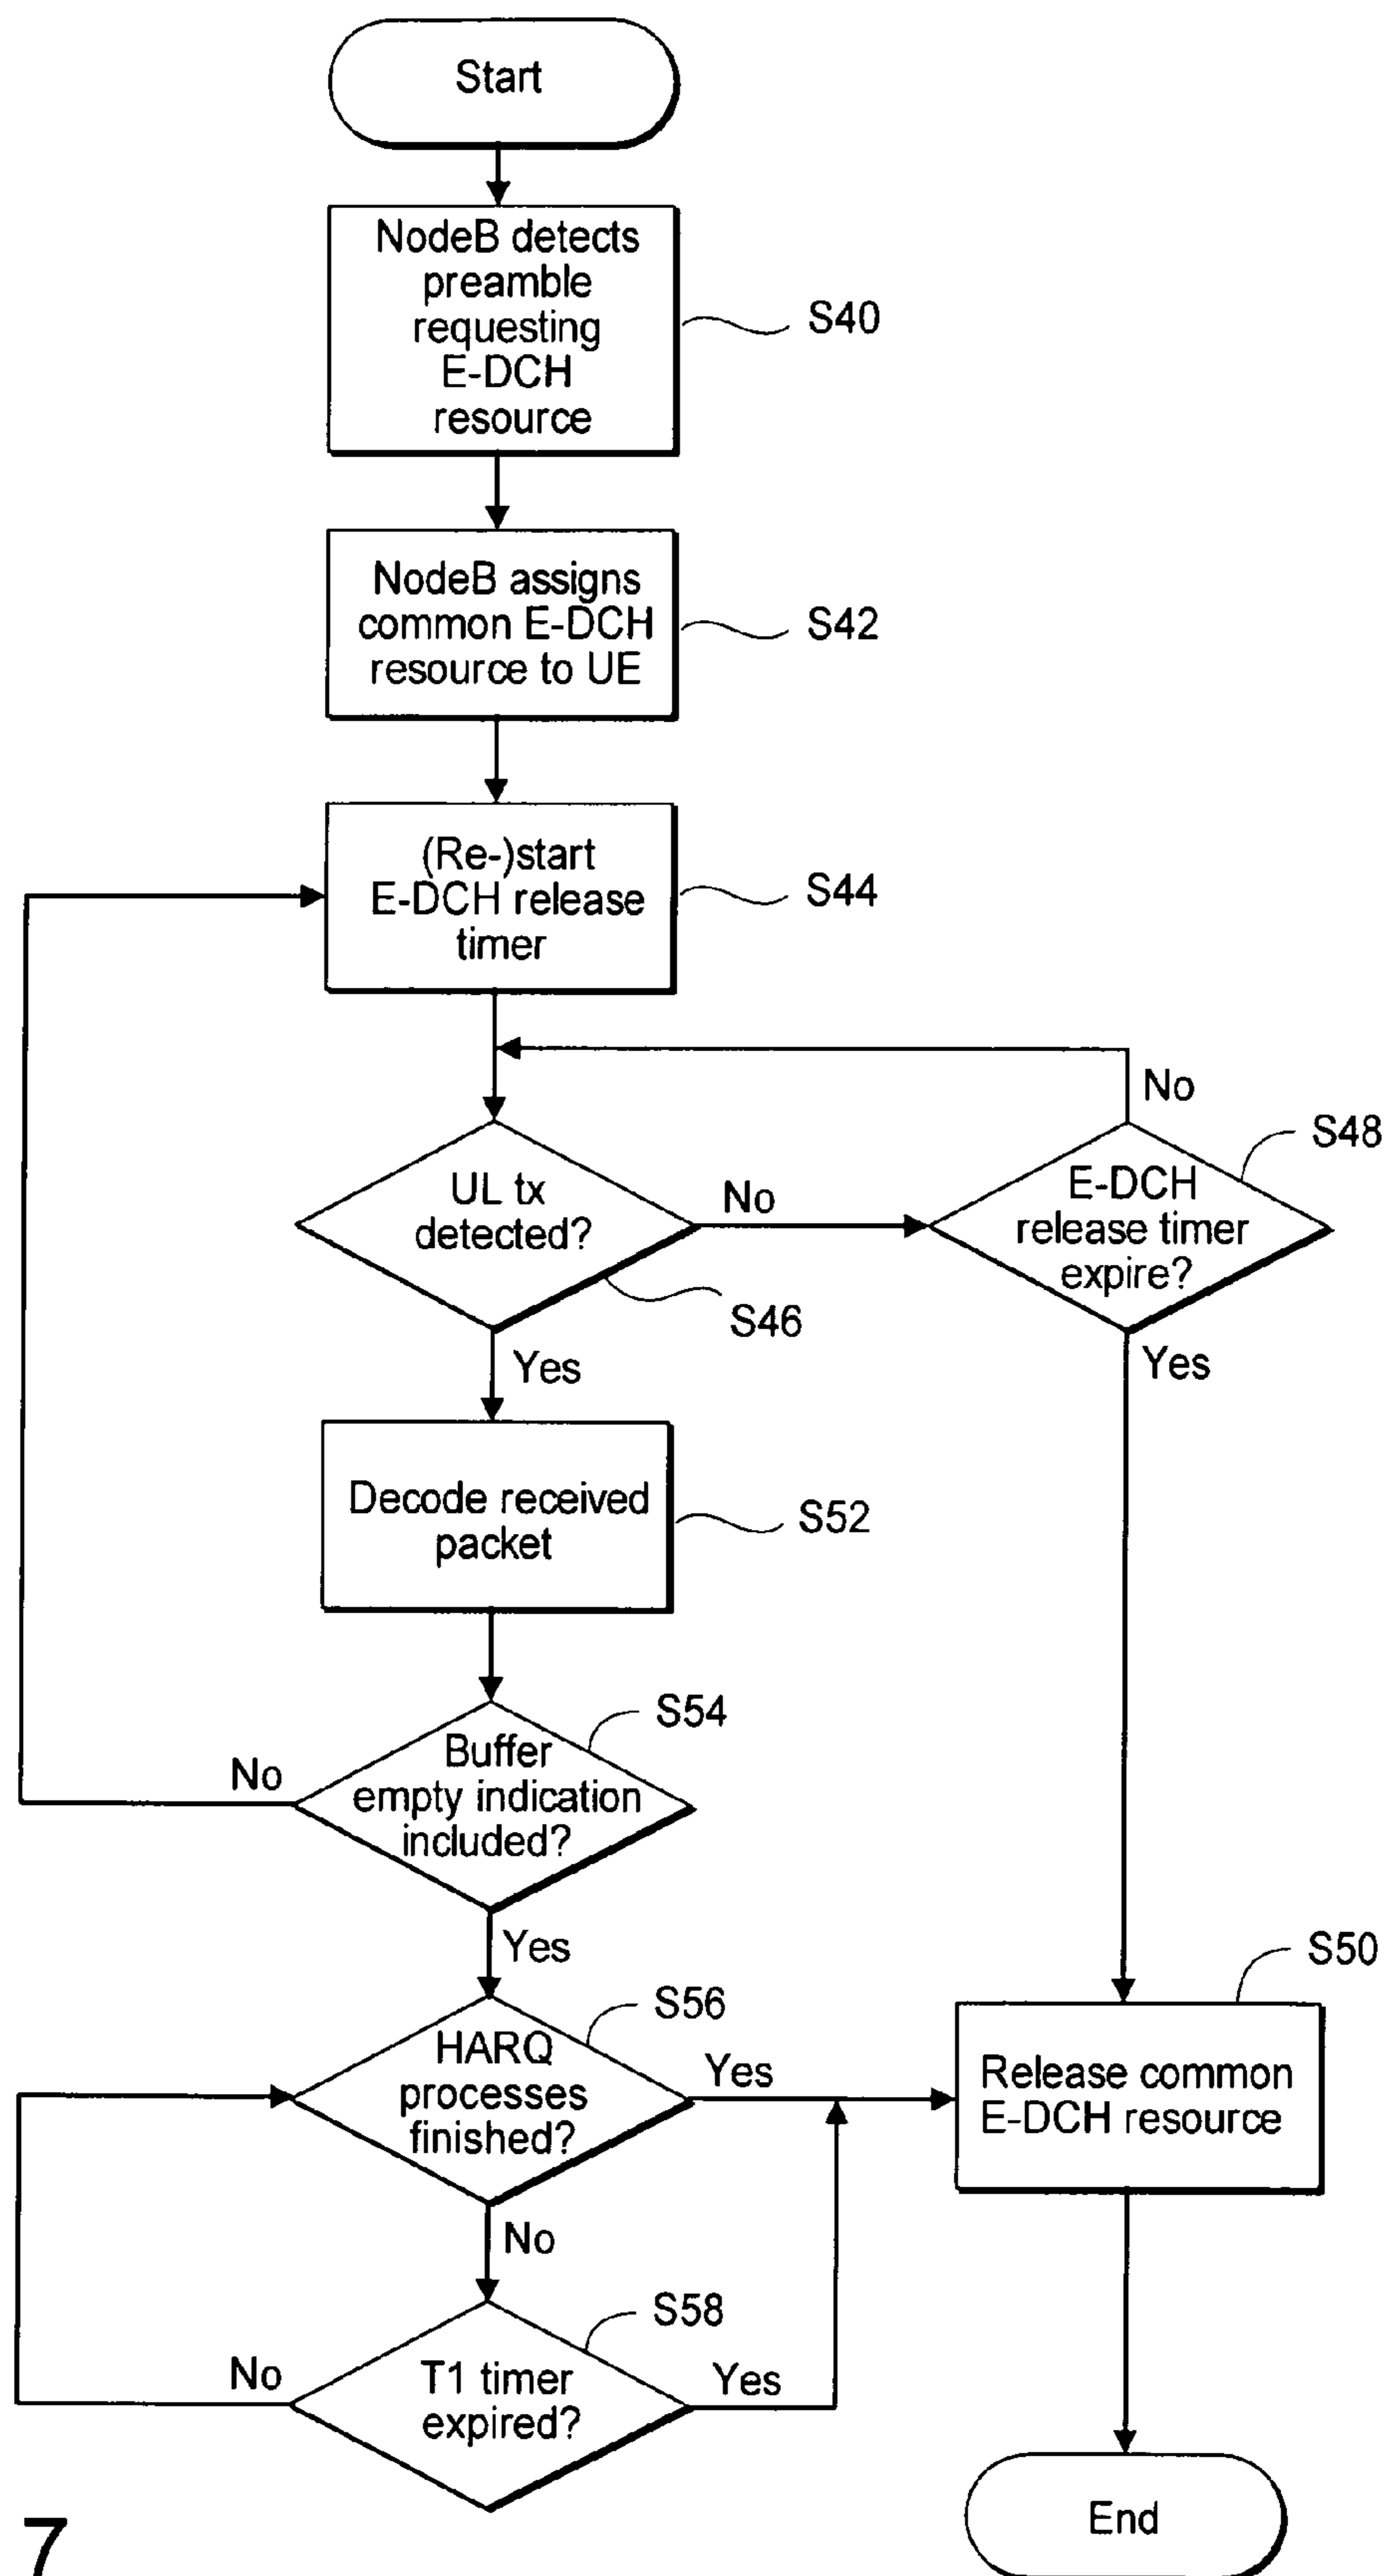 Start
NodeB detects
preamble
requesting
E-DCH
resource
S40
NodeB assigns
common E-DCH
resource to UE
S42
(Re-)start
E-DCH release
timer
S44
No
S48
UL tx
detected?
No
E-DCH
release timer
expire?
S46
Yes
Yes
Decode received
packet
S52
S54
Buffer
empty indication
included?
No
Yes
S50
S56
HARQ
processes
finished?
Yes
Release common
E-DCH resource
No
S58
No
T1 timer
expired?
Yes
End
7